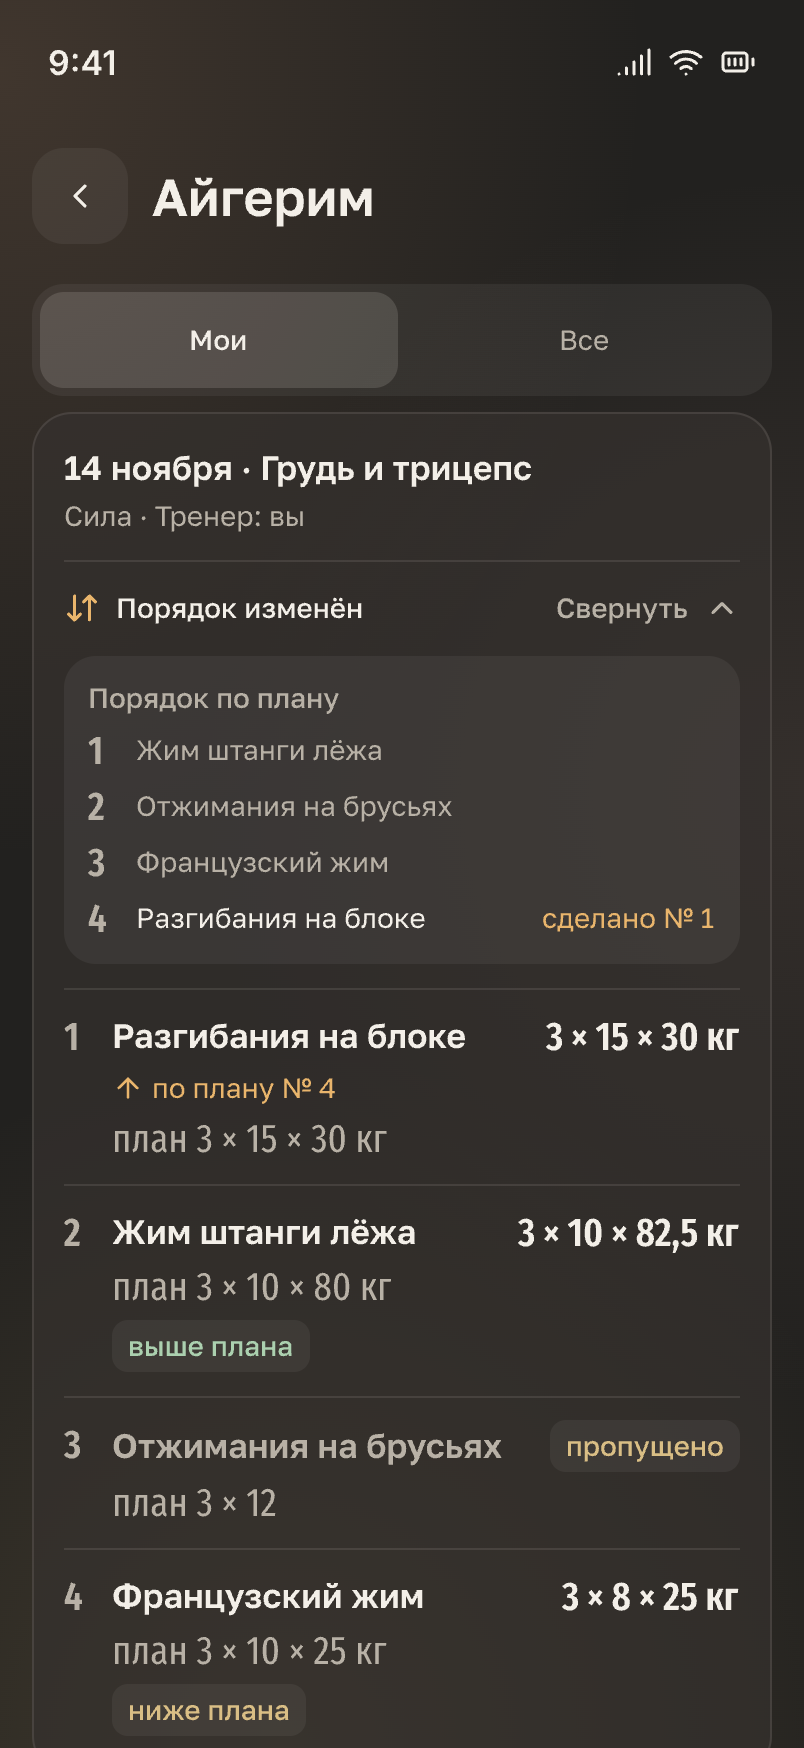 9:41
Айгерим
Мои
Все
14 ноября · Грудь и трицепс
Сила · Тренер: вы
Порядок изменён
Свернуть
Порядок по плану
1 Жим штанги лёжа
2 Отжимания на брусьях
3 Французский жим
4 Разгибания на блоке сделано № 1
1 Разгибания на блоке 3 × 15 × 30 кг
↑ по плану № 4
план 3 × 15 × 30 кг
2 Жим штанги лёжа 3 × 10 × 82,5 кг
план 3 × 10 × 80 кг
выше плана
3 Отжимания на брусьях пропущено
план 3 × 12
4 Французский жим 3 × 8 × 25 кг
план 3 × 10 × 25 кг
ниже плана